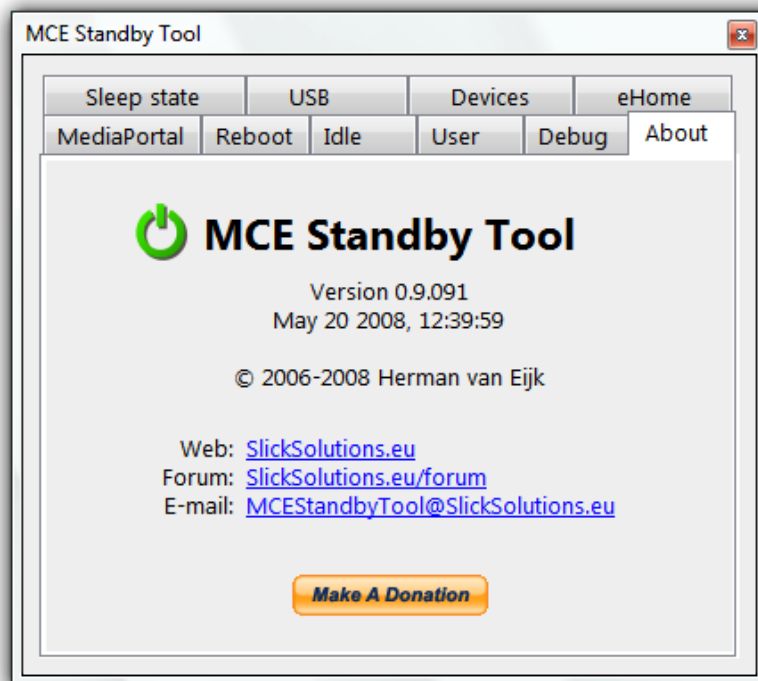 MCE Standby Tool
Sleep state USB Devices eHome
MediaPortal Reboot Idle User Debug About
MCE Standby Tool
Version 0.9.091
May 20 2008, 12:39:59
© 2006-2008 Herman van Eijk
Web: SlickSolutions.eu
Forum: SlickSolutions.eu/forum
E-mail: MCEStandbyTool@SlickSolutions.eu
Make A Donation